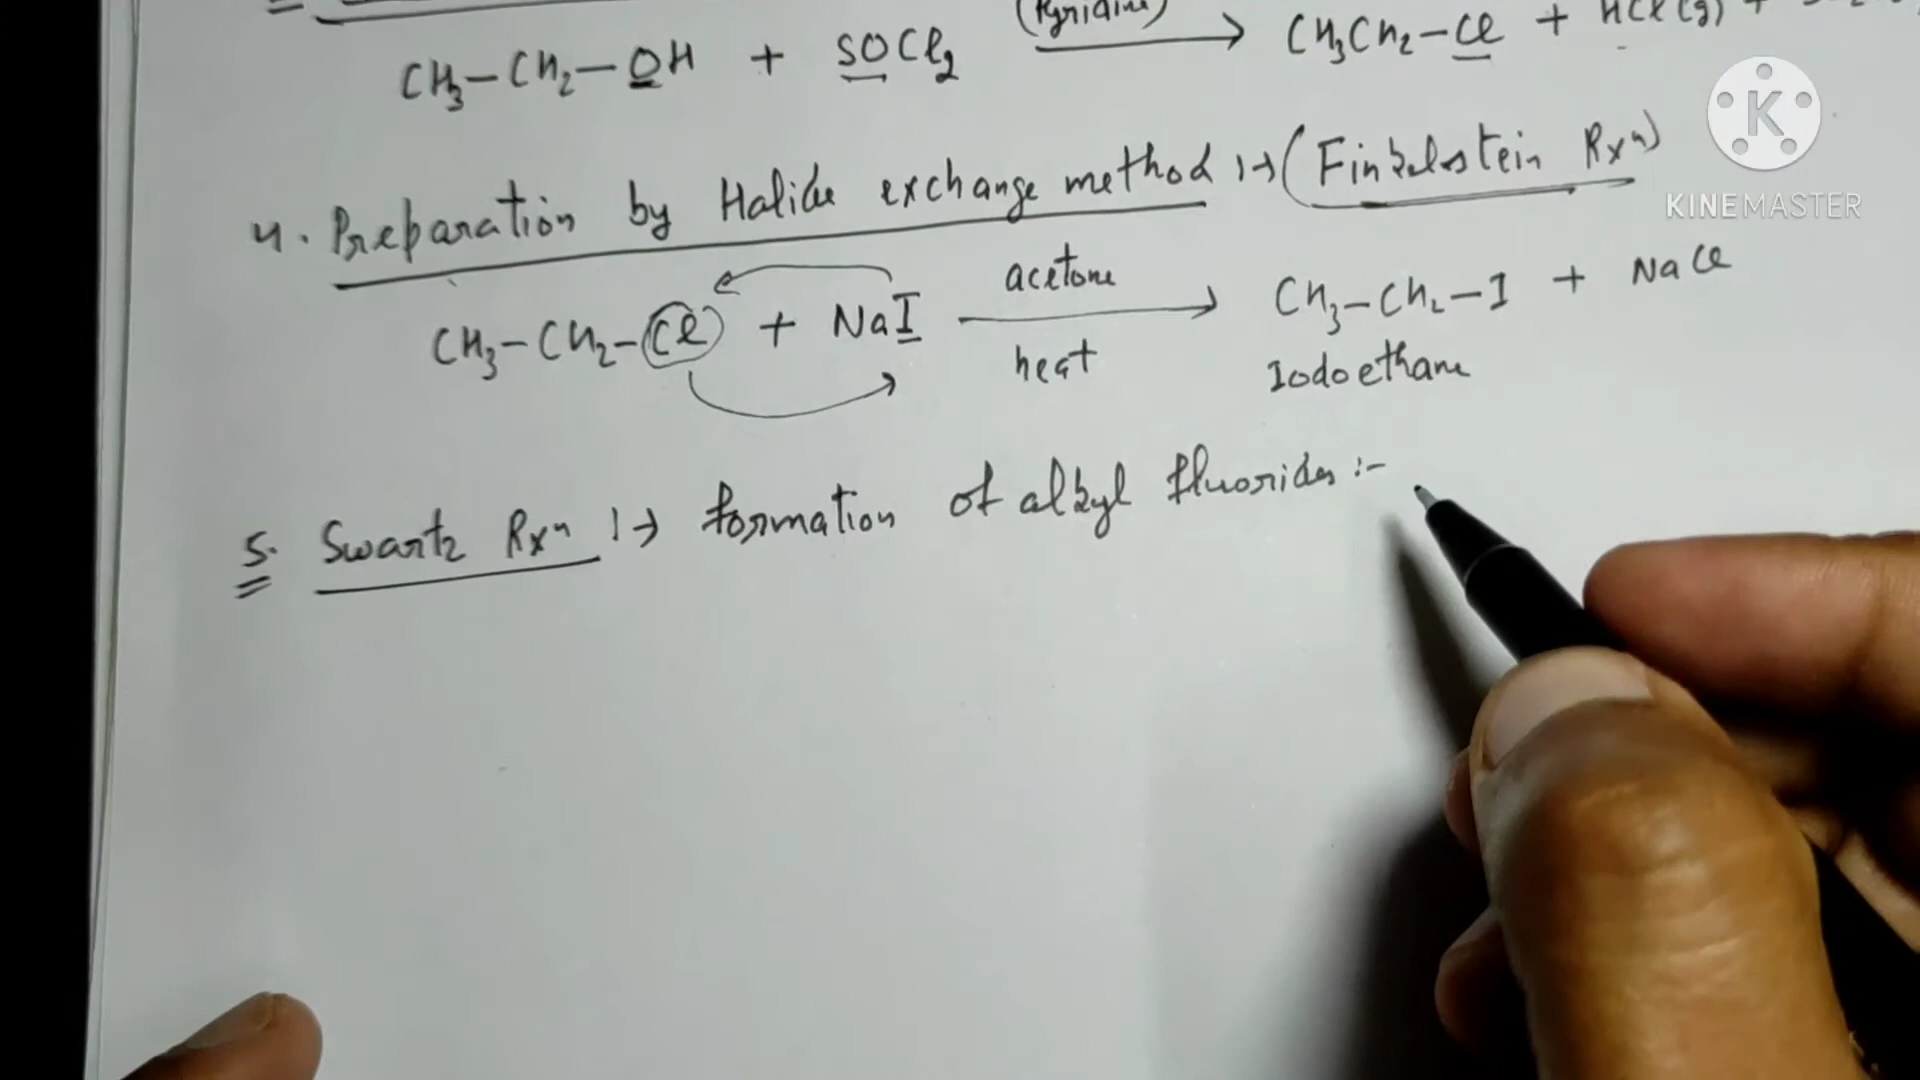 (Pyridine)
CH3-CH2-OH + SOCl2 → CH3CH2-Cl + HCl(g) +
4. Preparation by Halide exchange method :→ (Finkelstein Rxn)
CH3-CH2-Cl + NaI → CH3-CH2-I + NaCl
acetone
heat
Iodoethane
5. Swartz Rxn :→ formation of alkyl fluorides :-
K
KINEMASTER